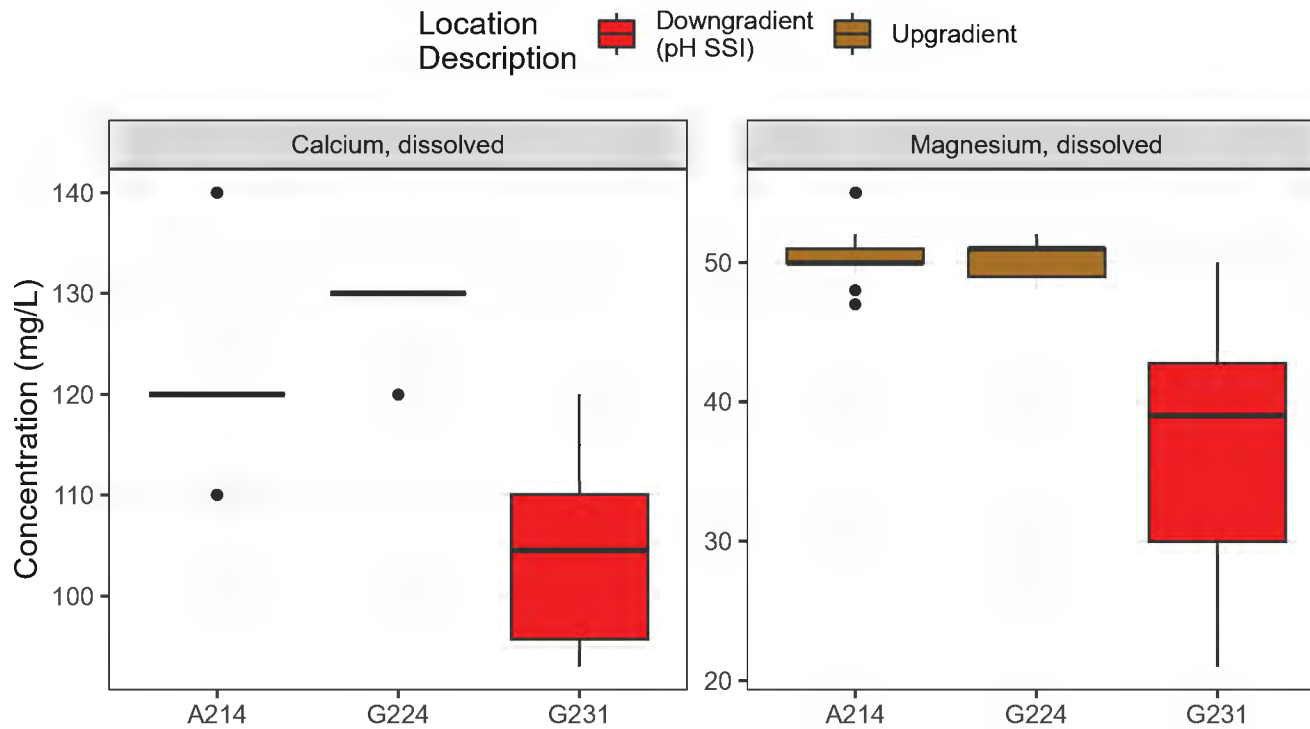 Location
Description
Downgradient
(pH SSI)
Upgradient
Calcium, dissolved
Magnesium, dissolved
Concentration (mg/L)
140
130
120
110
100
50
40
30
20
A214
G224
G231
A214
G224
G231